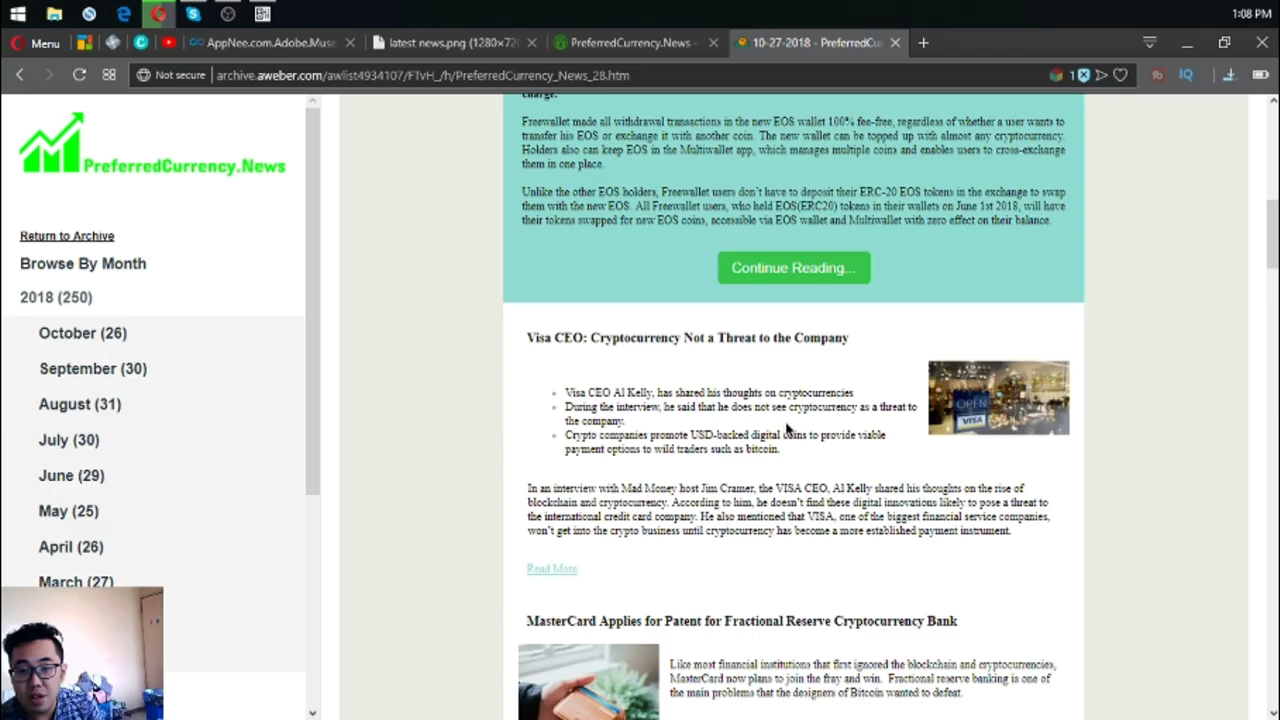 1:08 PM
Menu
AppNee.com.Adobe.Muse
latest news.png (1280×72
PreferredCurrency.News –
10-27-2018 - PreferredCu
Not secure
archive.aweber.com/awlist4934107/FTvH_/h/PreferredCurrency_News_28.htm
1
IQ
PreferredCurrency.News
Return to Archive
Browse By Month
2018 (250)
October (26)
September (30)
August (31)
July (30)
June (29)
May (25)
April (26)
March (27)
charge.
Freewallet made all withdrawal transactions in the new EOS wallet 100% fee-free, regardless of whether a user wants to
transfer his EOS or exchange it with another coin. The new wallet can be topped up with almost any cryptocurrency.
Holders also can keep EOS in the Multiwallet app, which manages multiple coins and enables users to cross-exchange
them in one place.
Unlike the other EOS holders, Freewallet users don't have to deposit their ERC-20 EOS tokens in the exchange to swap
them with the new EOS. All Freewallet users, who held EOS(ERC20) tokens in their wallets on June 1st 2018, will have
their tokens swapped for new EOS coins, accessible via EOS wallet and Multiwallet with zero effect on their balance.
Continue Reading...
Visa CEO: Cryptocurrency Not a Threat to the Company
Visa CEO Al Kelly, has shared his thoughts on cryptocurrencies
During the interview, he said that he does not see cryptocurrency as a threat to
the company.
Crypto companies promote USD-backed digital coins to provide viable
payment options to wild traders such as bitcoin.
OPEN
VISA
In an interview with Mad Money host Jim Cramer, the VISA CEO, Al Kelly shared his thoughts on the rise of
blockchain and cryptocurrency. According to him, he doesn't find these digital innovations likely to pose a threat to
the international credit card company. He also mentioned that VISA, one of the biggest financial service companies,
won't get into the crypto business until cryptocurrency has become a more established payment instrument.
Read More
MasterCard Applies for Patent for Fractional Reserve Cryptocurrency Bank
Like most financial institutions that first ignored the blockchain and cryptocurrencies,
MasterCard now plans to join the fray and win. Fractional reserve banking is one of
the main problems that the designers of Bitcoin wanted to defeat.